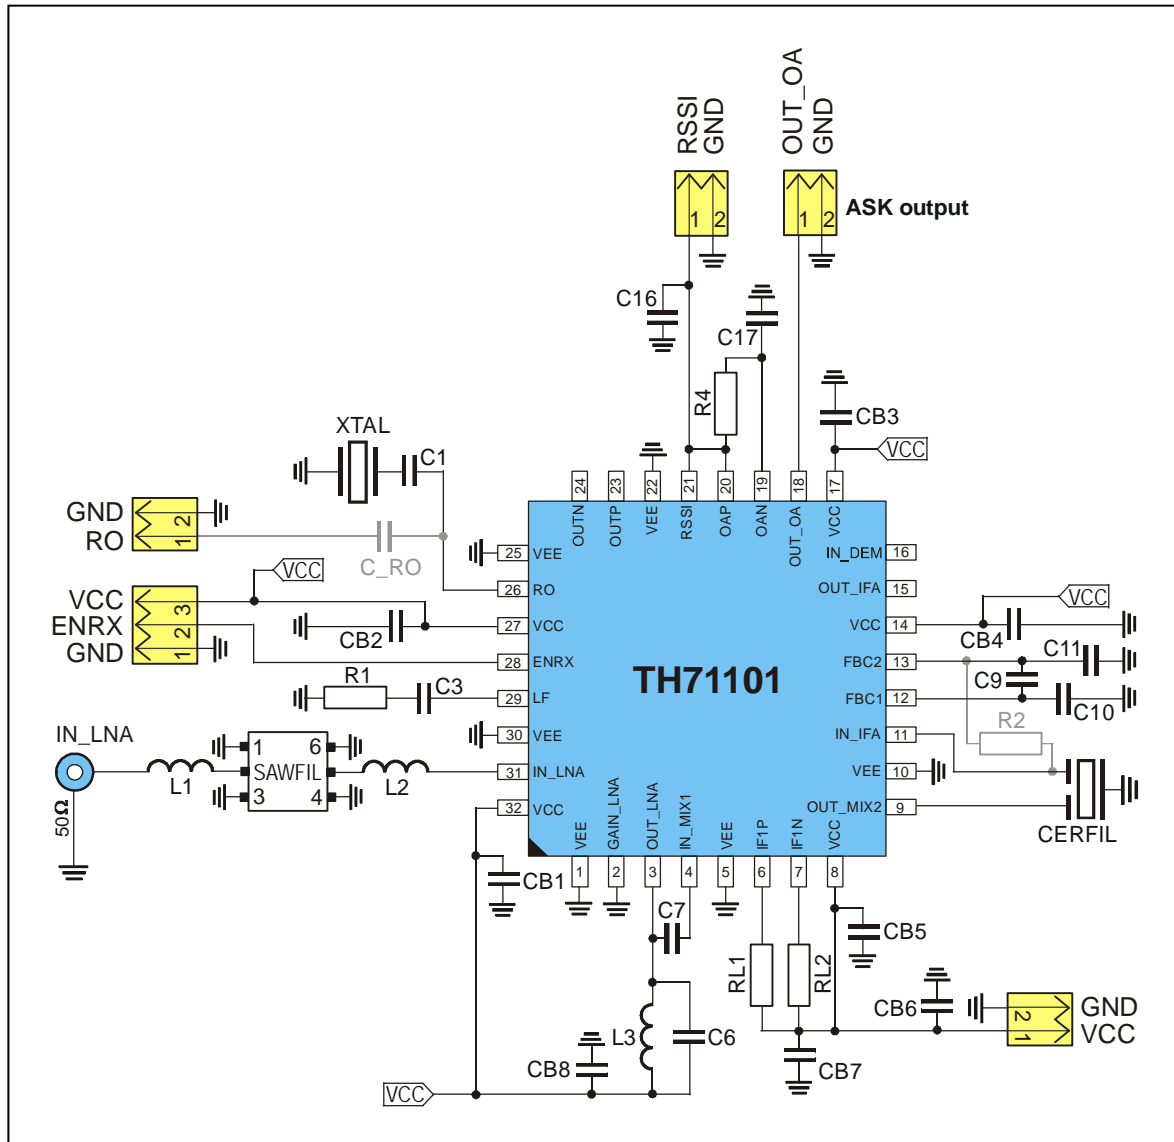 RSSI
GND
OUT_OA
GND
1
2
1
2
ASK output
C16
C17
R4
CB3
VCC
XTAL
C1
GND
RO
2
1
C_RO
VCC
VCC
ENRX
GND
3
2
1
CB2
R1
C3
IN_LNA
50Ω
L1
1
6
SAWFIL
3
4
L2
24
23
22
21
20
19
18
17
OUTN
OUTP
VEE
RSSI
OAP
OAN
OUT_OA
VCC
25
VEE
26
RO
27
VCC
28
ENRX
29
LF
30
VEE
31
IN_LNA
32
VCC
TH71101
IN_DEM
16
OUT_IFA
15
VCC
14
FBC2
13
FBC1
12
IN_IFA
11
VEE
10
OUT_MIX2
9
VEE
GAIN_LNA
OUT_LNA
IN_MIX1
VEE
IF1P
IF1N
VCC
1
2
3
4
5
6
7
8
VCC
CB4
C11
C9
C10
R2
CERFIL
CB1
C7
CB5
RL1
RL2
CB6
GND
VCC
2
1
L3
C6
CB8
CB7
VCC